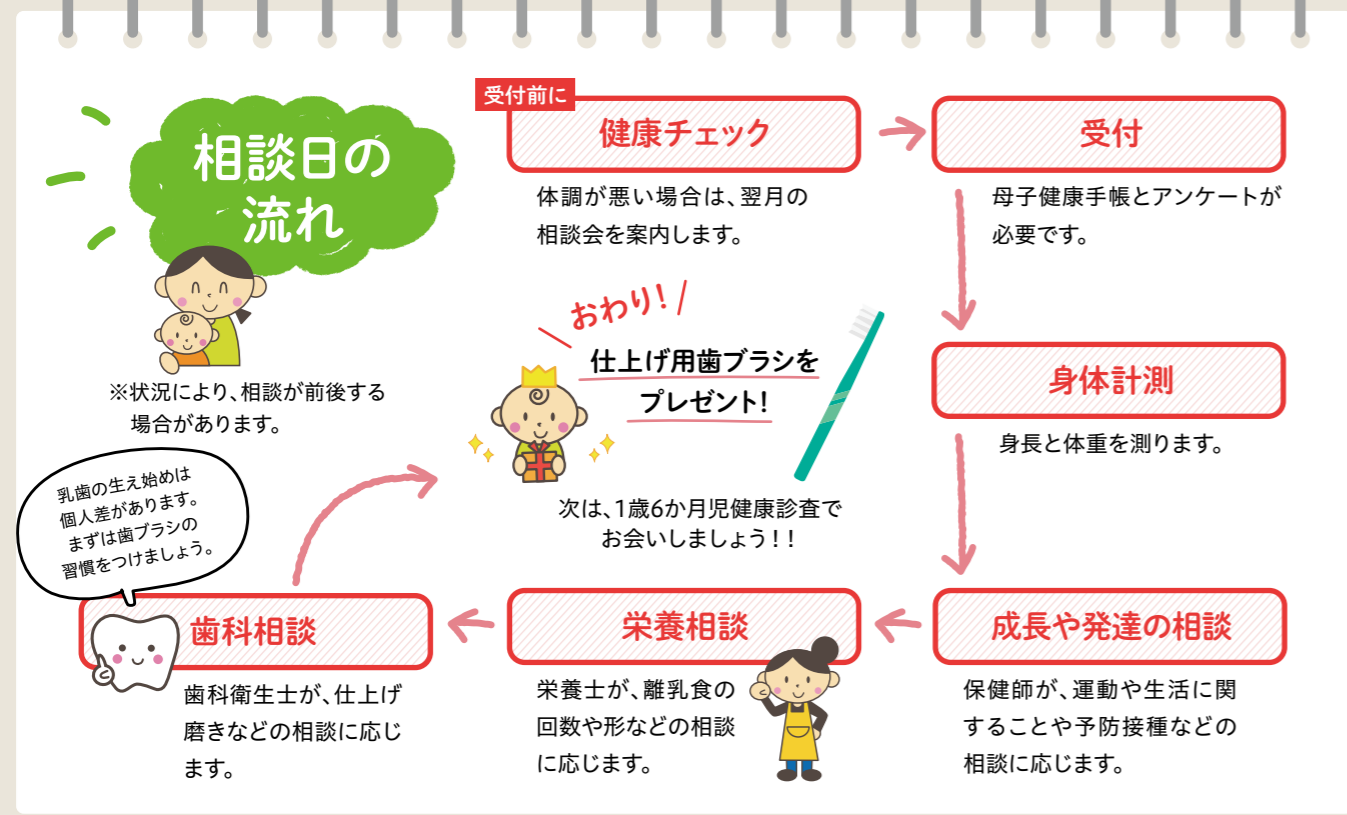 相談日の
流れ
※状況により、相談が前後する
場合があります。
受付前に
健康チェック
体調が悪い場合は、翌月の
相談会を案内します。
受付
母子健康手帳とアンケートが
必要です。
身体計測
身長と体重を測ります。
成長や発達の相談
保健師が、運動や生活に関
することや予防接種などの
相談に応じます。
栄養相談
栄養士が、離乳食の
回数や形などの相談
に応じます。
歯科相談
歯科衛生士が、仕上げ
磨きなどの相談に応じ
ます。
乳歯の生え始めは
個人差があります。
まずは歯ブラシの
習慣をつけましょう。
おわり!
仕上げ用歯ブラシを
プレゼント!
次は、1歳6か月児健康診査で
お会いしましょう!!